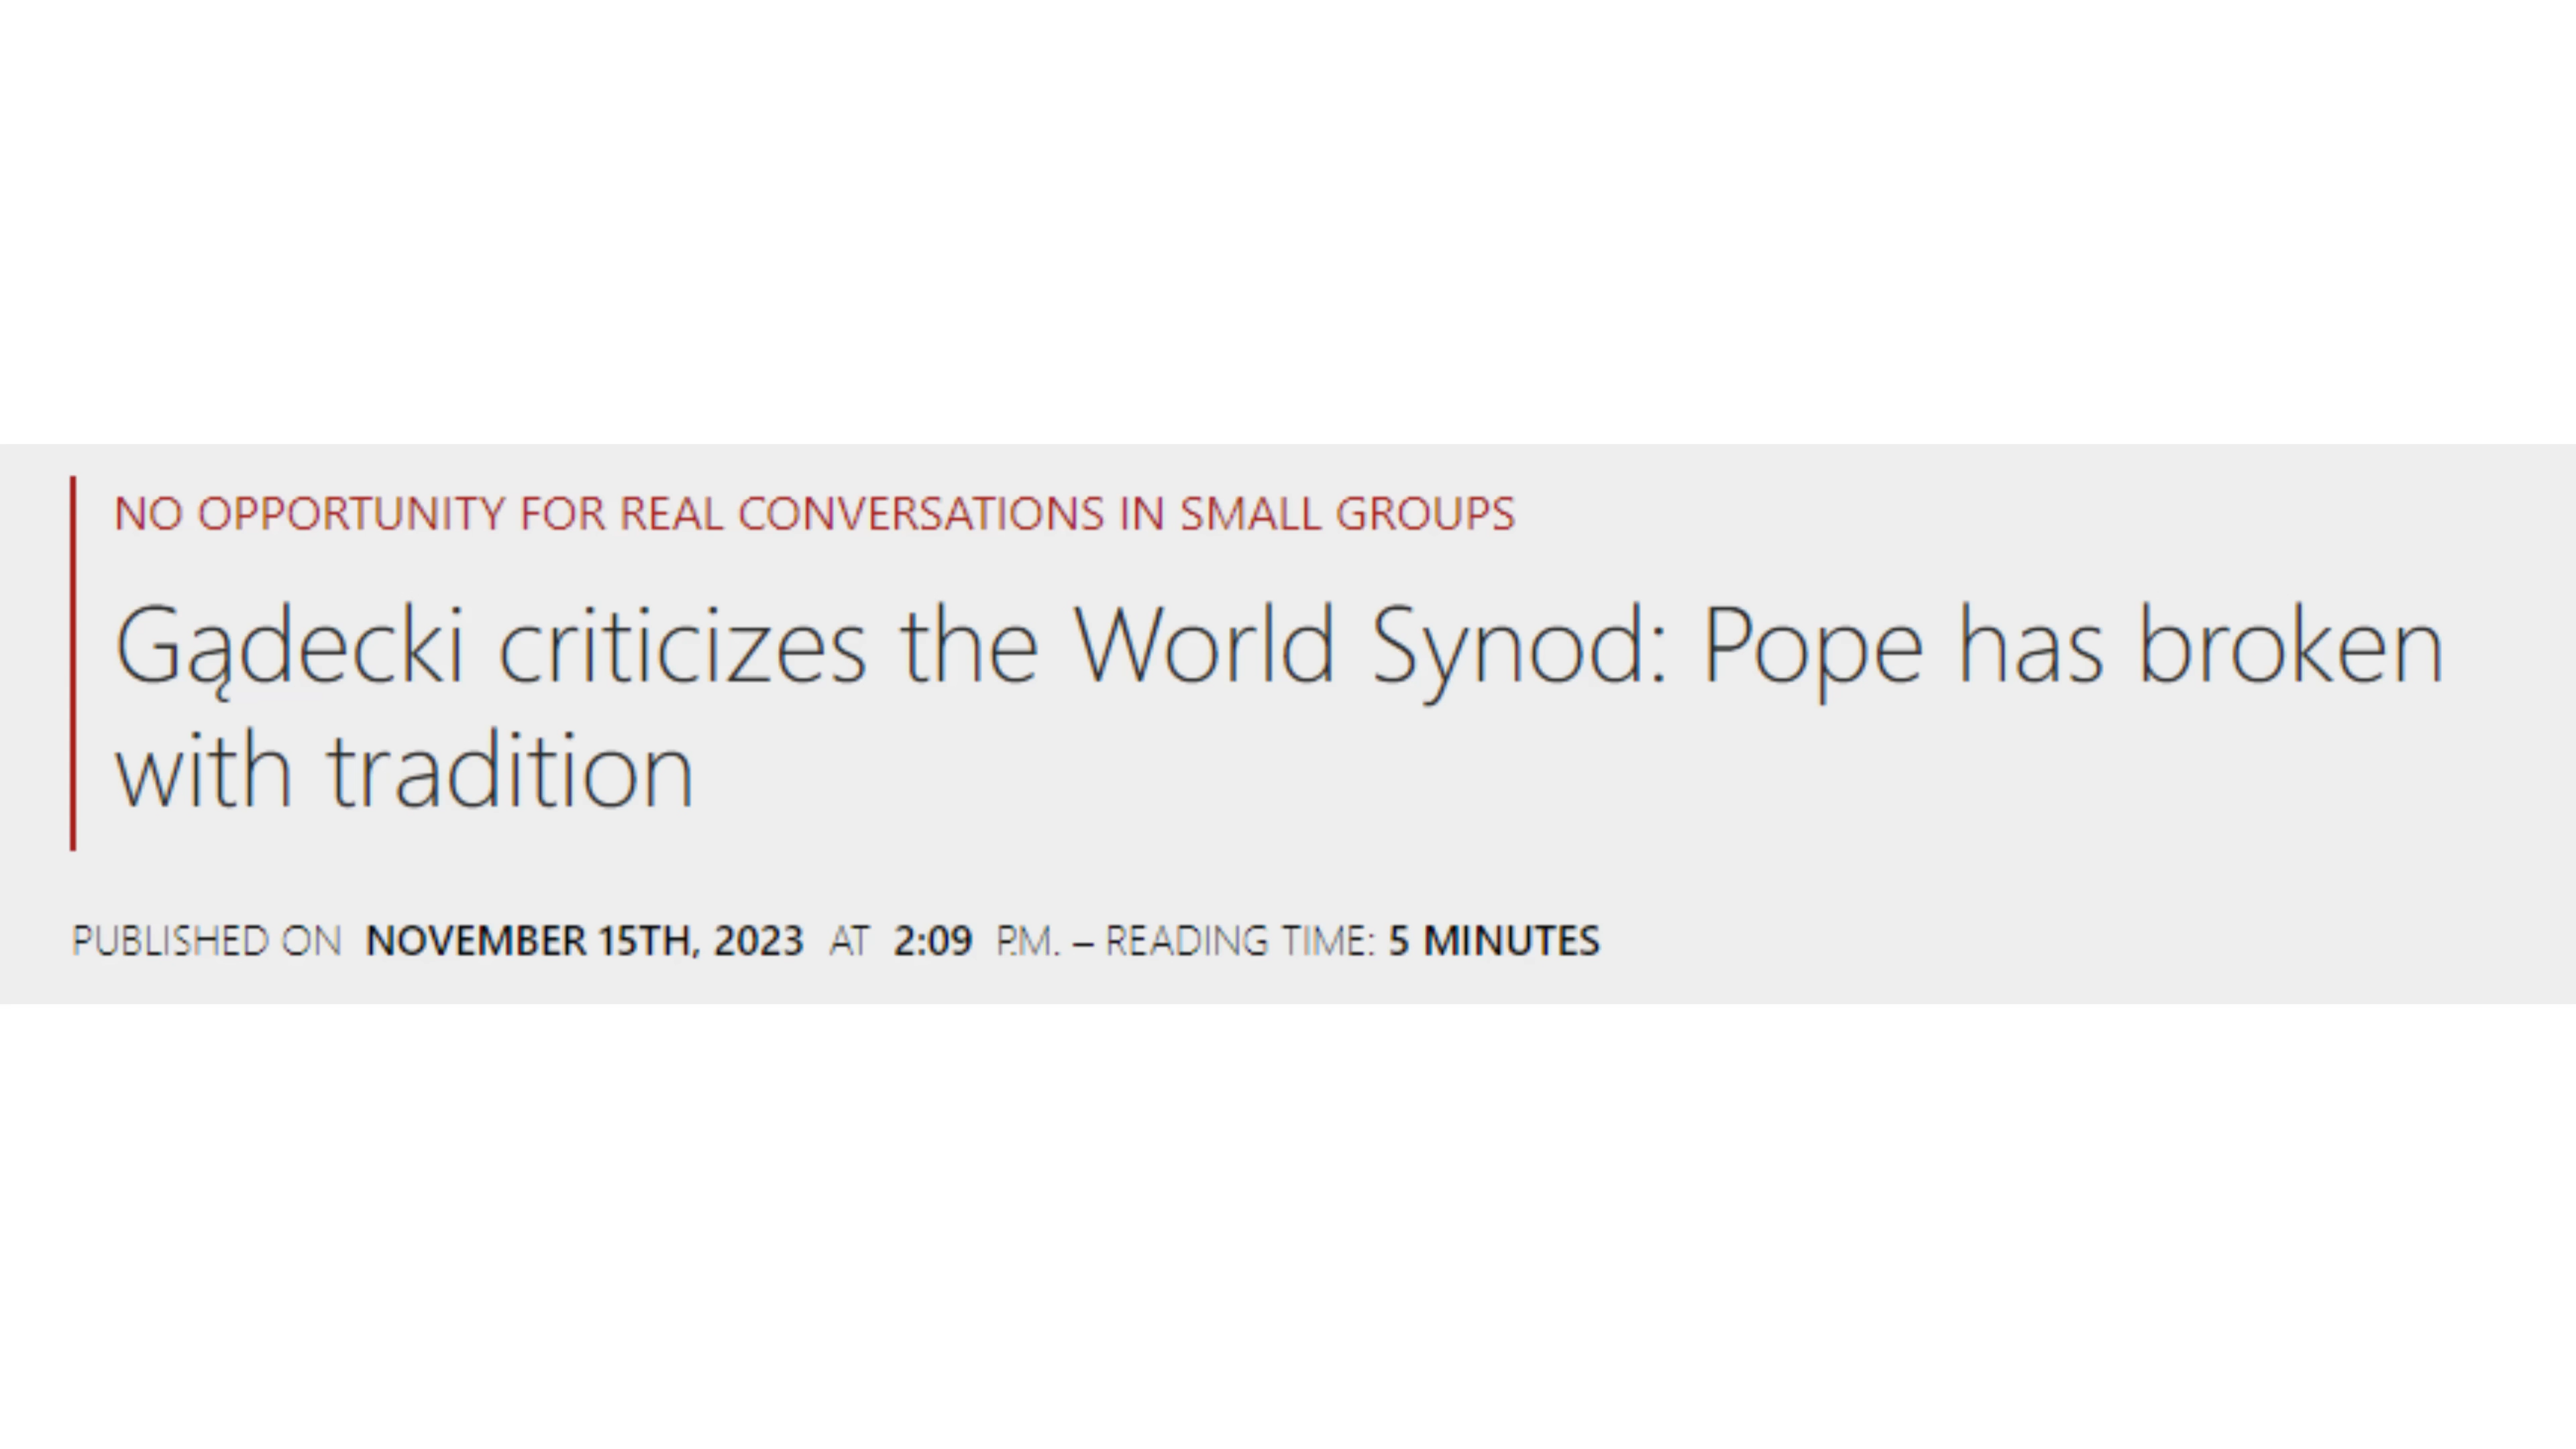 NO OPPORTUNITY FOR REAL CONVERSATIONS IN SMALL GROUPS
Gądecki criticizes the World Synod: Pope has broken
with tradition
PUBLISHED ON NOVEMBER 15TH, 2023 AT 2:09 P.M. – READING TIME: 5 MINUTES